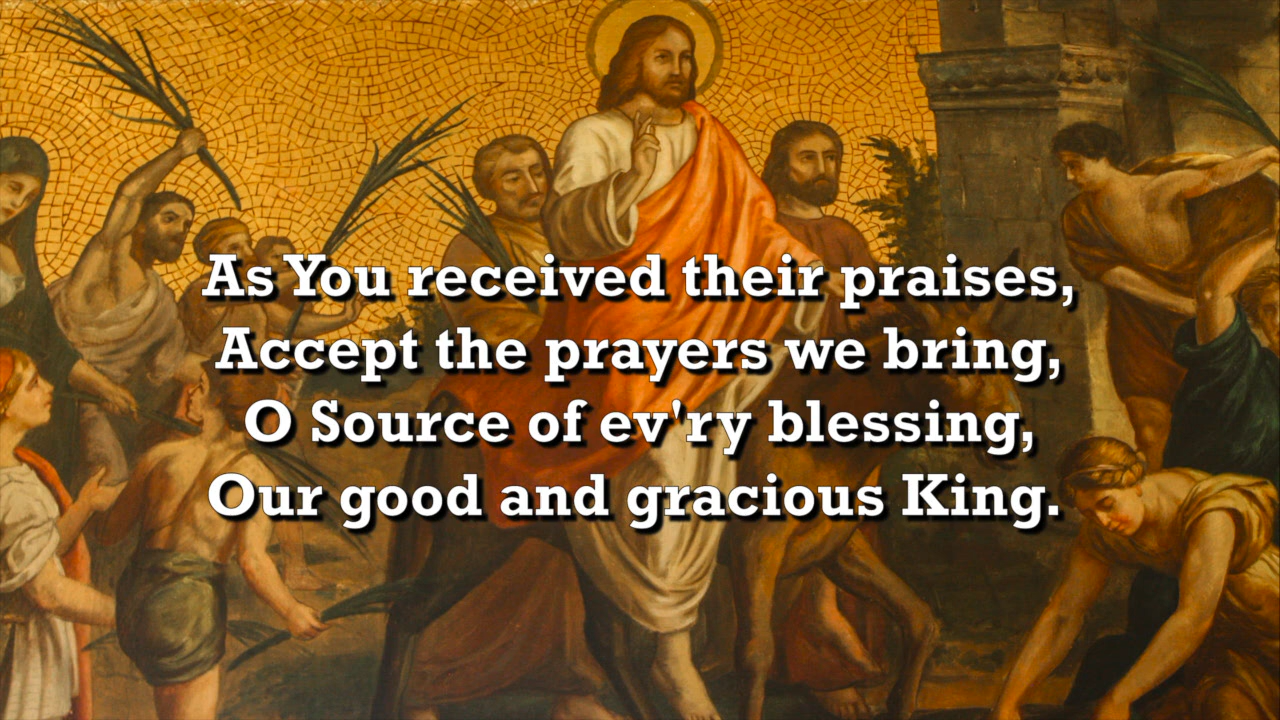 As You received their praises,
Accept the prayers we bring,
O Source of ev'ry blessing,
Our good and gracious King.